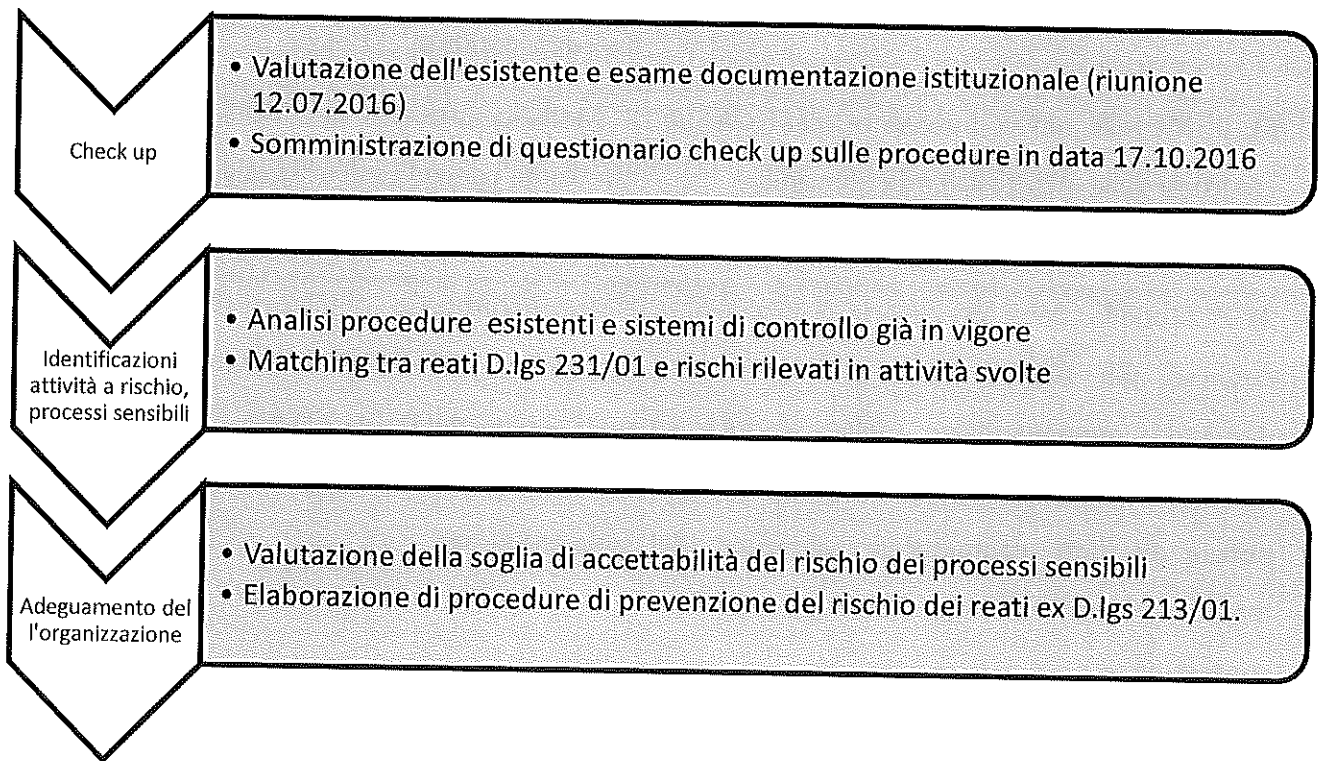 Check up
• Valutazione dell'esistente e esame documentazione istituzionale (riunione
12.07.2016)
• Somministrazione di questionario check up sulle procedure in data 17.10.2016
Identificazioni
attività a rischio,
processi sensibili
• Analisi procedure esistenti e sistemi di controllo già in vigore
• Matching tra reati D.lgs 231/01 e rischi rilevati in attività svolte
Adeguamento del
l'organizzazione
• Valutazione della soglia di accettabilità del rischio dei processi sensibili
• Elaborazione di procedure di prevenzione del rischio dei reati ex D.lgs 213/01.